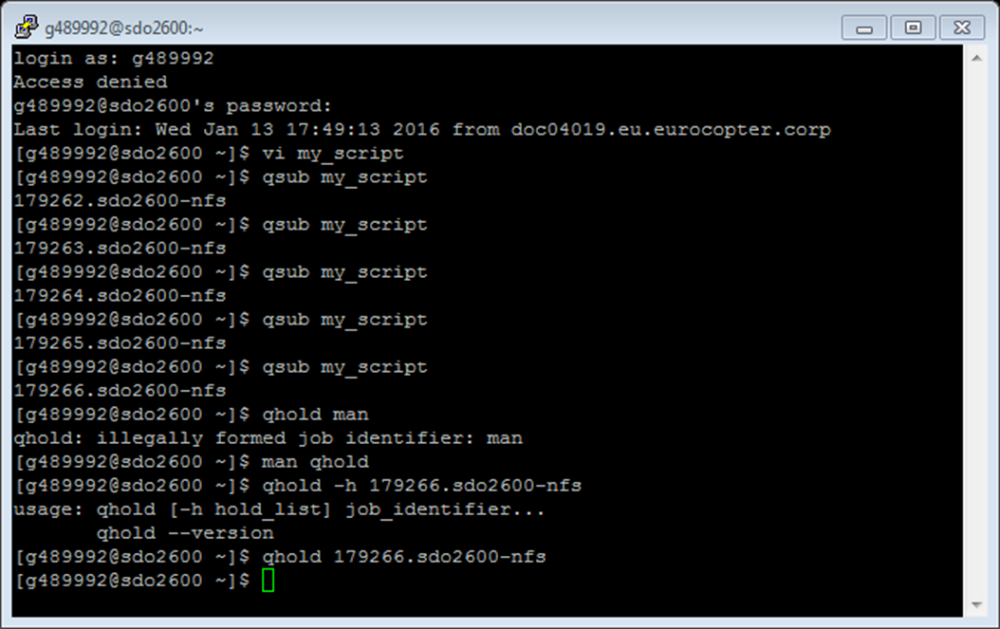 g489992@sdo2600:~
login as: g489992
Access denied
g489992@sdo2600's password:
Last login: Wed Jan 13 17:49:13 2016 from doc04019.eu.eurocopter.corp
[g489992@sdo2600 ~]$ vi my_script
[g489992@sdo2600 ~]$ qsub my_script
179262.sdo2600-nfs
[g489992@sdo2600 ~]$ qsub my_script
179263.sdo2600-nfs
[g489992@sdo2600 ~]$ qsub my_script
179264.sdo2600-nfs
[g489992@sdo2600 ~]$ qsub my_script
179265.sdo2600-nfs
[g489992@sdo2600 ~]$ qsub my_script
179266.sdo2600-nfs
[g489992@sdo2600 ~]$ qhold man
qhold: illegally formed job identifier: man
[g489992@sdo2600 ~]$ man qhold
[g489992@sdo2600 ~]$ qhold -h 179266.sdo2600-nfs
usage: qhold [-h hold_list] job_identifier...
       qhold --version
[g489992@sdo2600 ~]$ qhold 179266.sdo2600-nfs
[g489992@sdo2600 ~]$